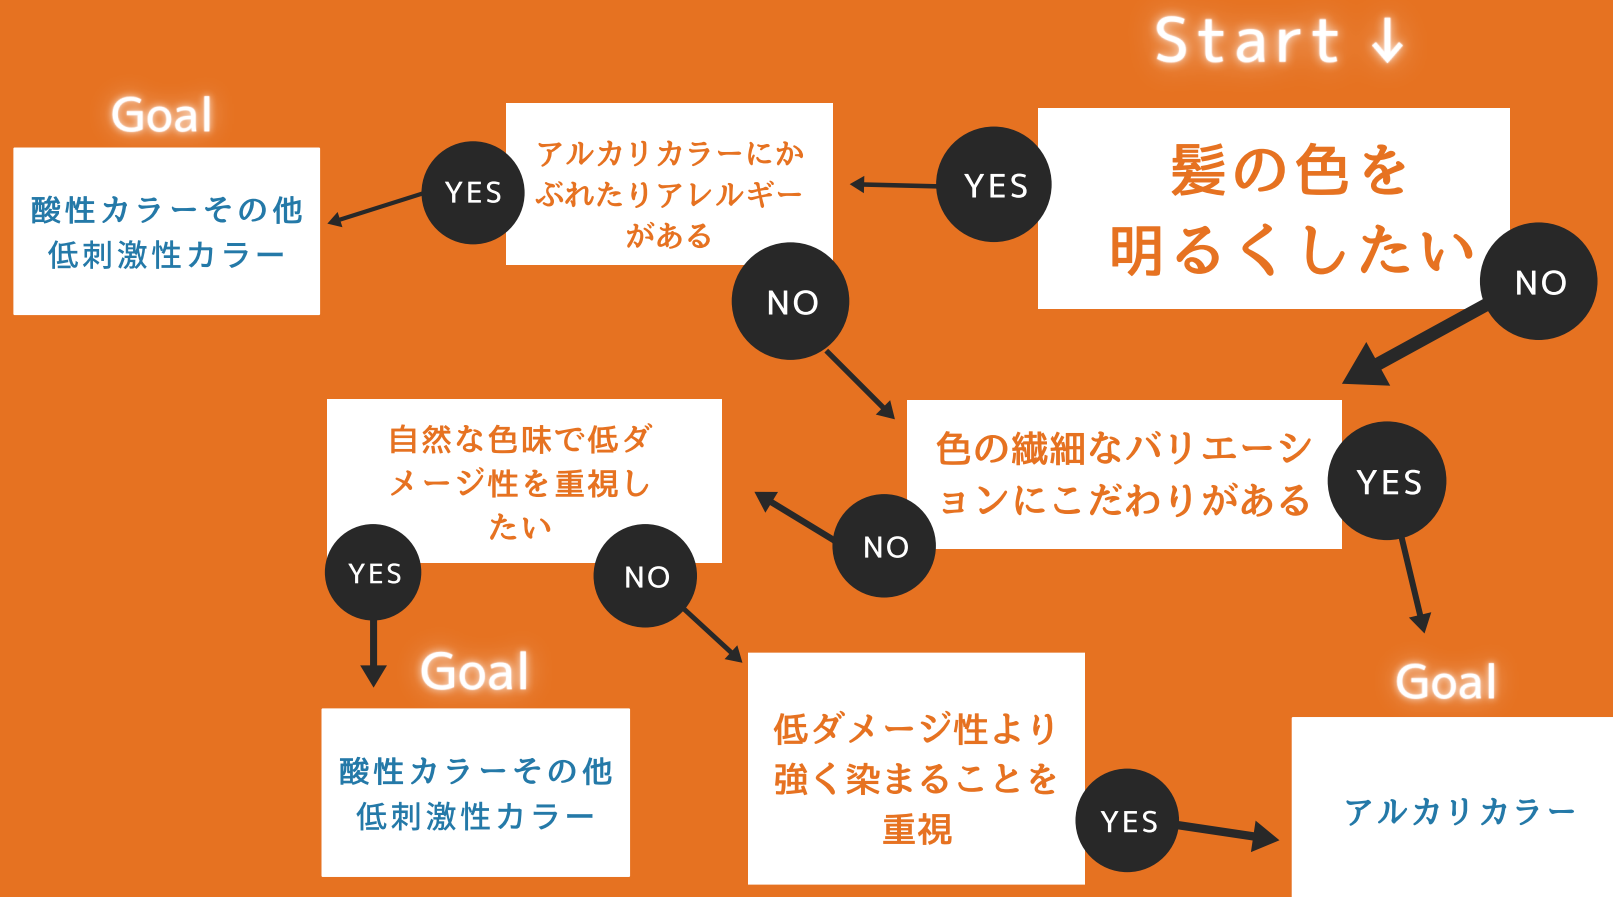 Start ↓
髪の色を
明るくしたい
YES
NO
アルカリカラーにか
ぶれたりアレルギー
がある
YES
NO
Goal
酸性カラーその他
低刺激性カラー
色の繊細なバリエーシ
ョンにこだわりがある
YES
NO
自然な色味で低ダ
メージ性を重視し
たい
YES
NO
Goal
酸性カラーその他
低刺激性カラー
低ダメージ性より
強く染まることを
重視
YES
Goal
アルカリカラー